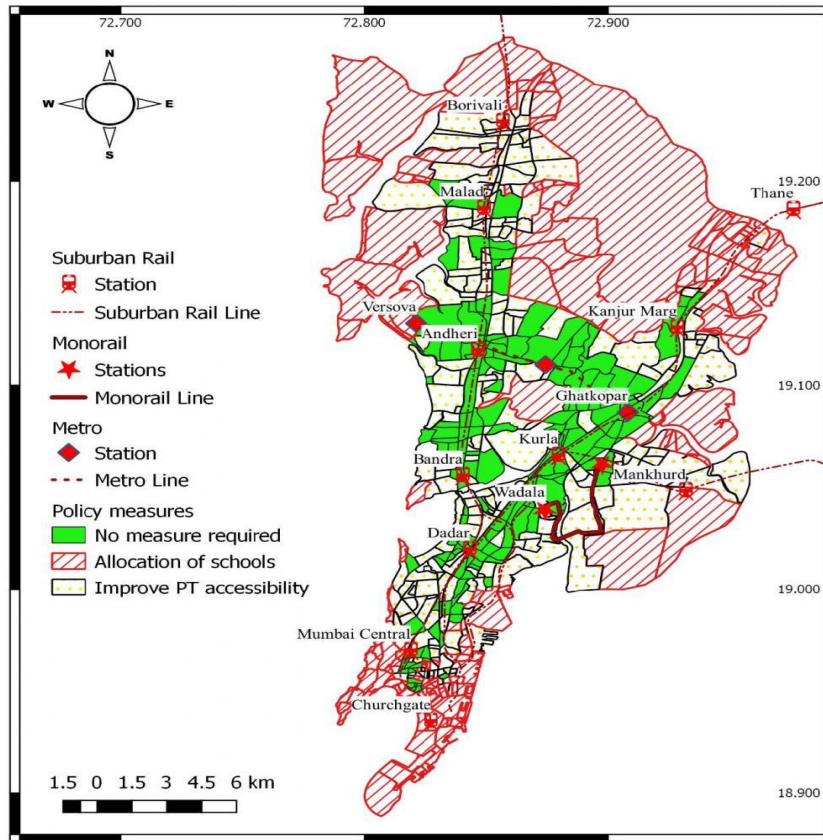 72.700 72.800 72.900
N
W E
S
Borivali
19.200
Malad
Thane
Suburban Rail
Station
Suburban Rail Line
Monorail
Stations
Monorail Line
Metro
Station
Metro Line
Policy measures
No measure required
Allocation of schools
Improve PT accessibility
Versova
Kanjur Marg
Andheri
19.100
Ghatkopar
Kurla
Bandra
Mankhurd
Wadala
Dadar
19.000
Mumbai Central
Churchgate
1.5 0 1.5 3 4.5 6 km
18.900